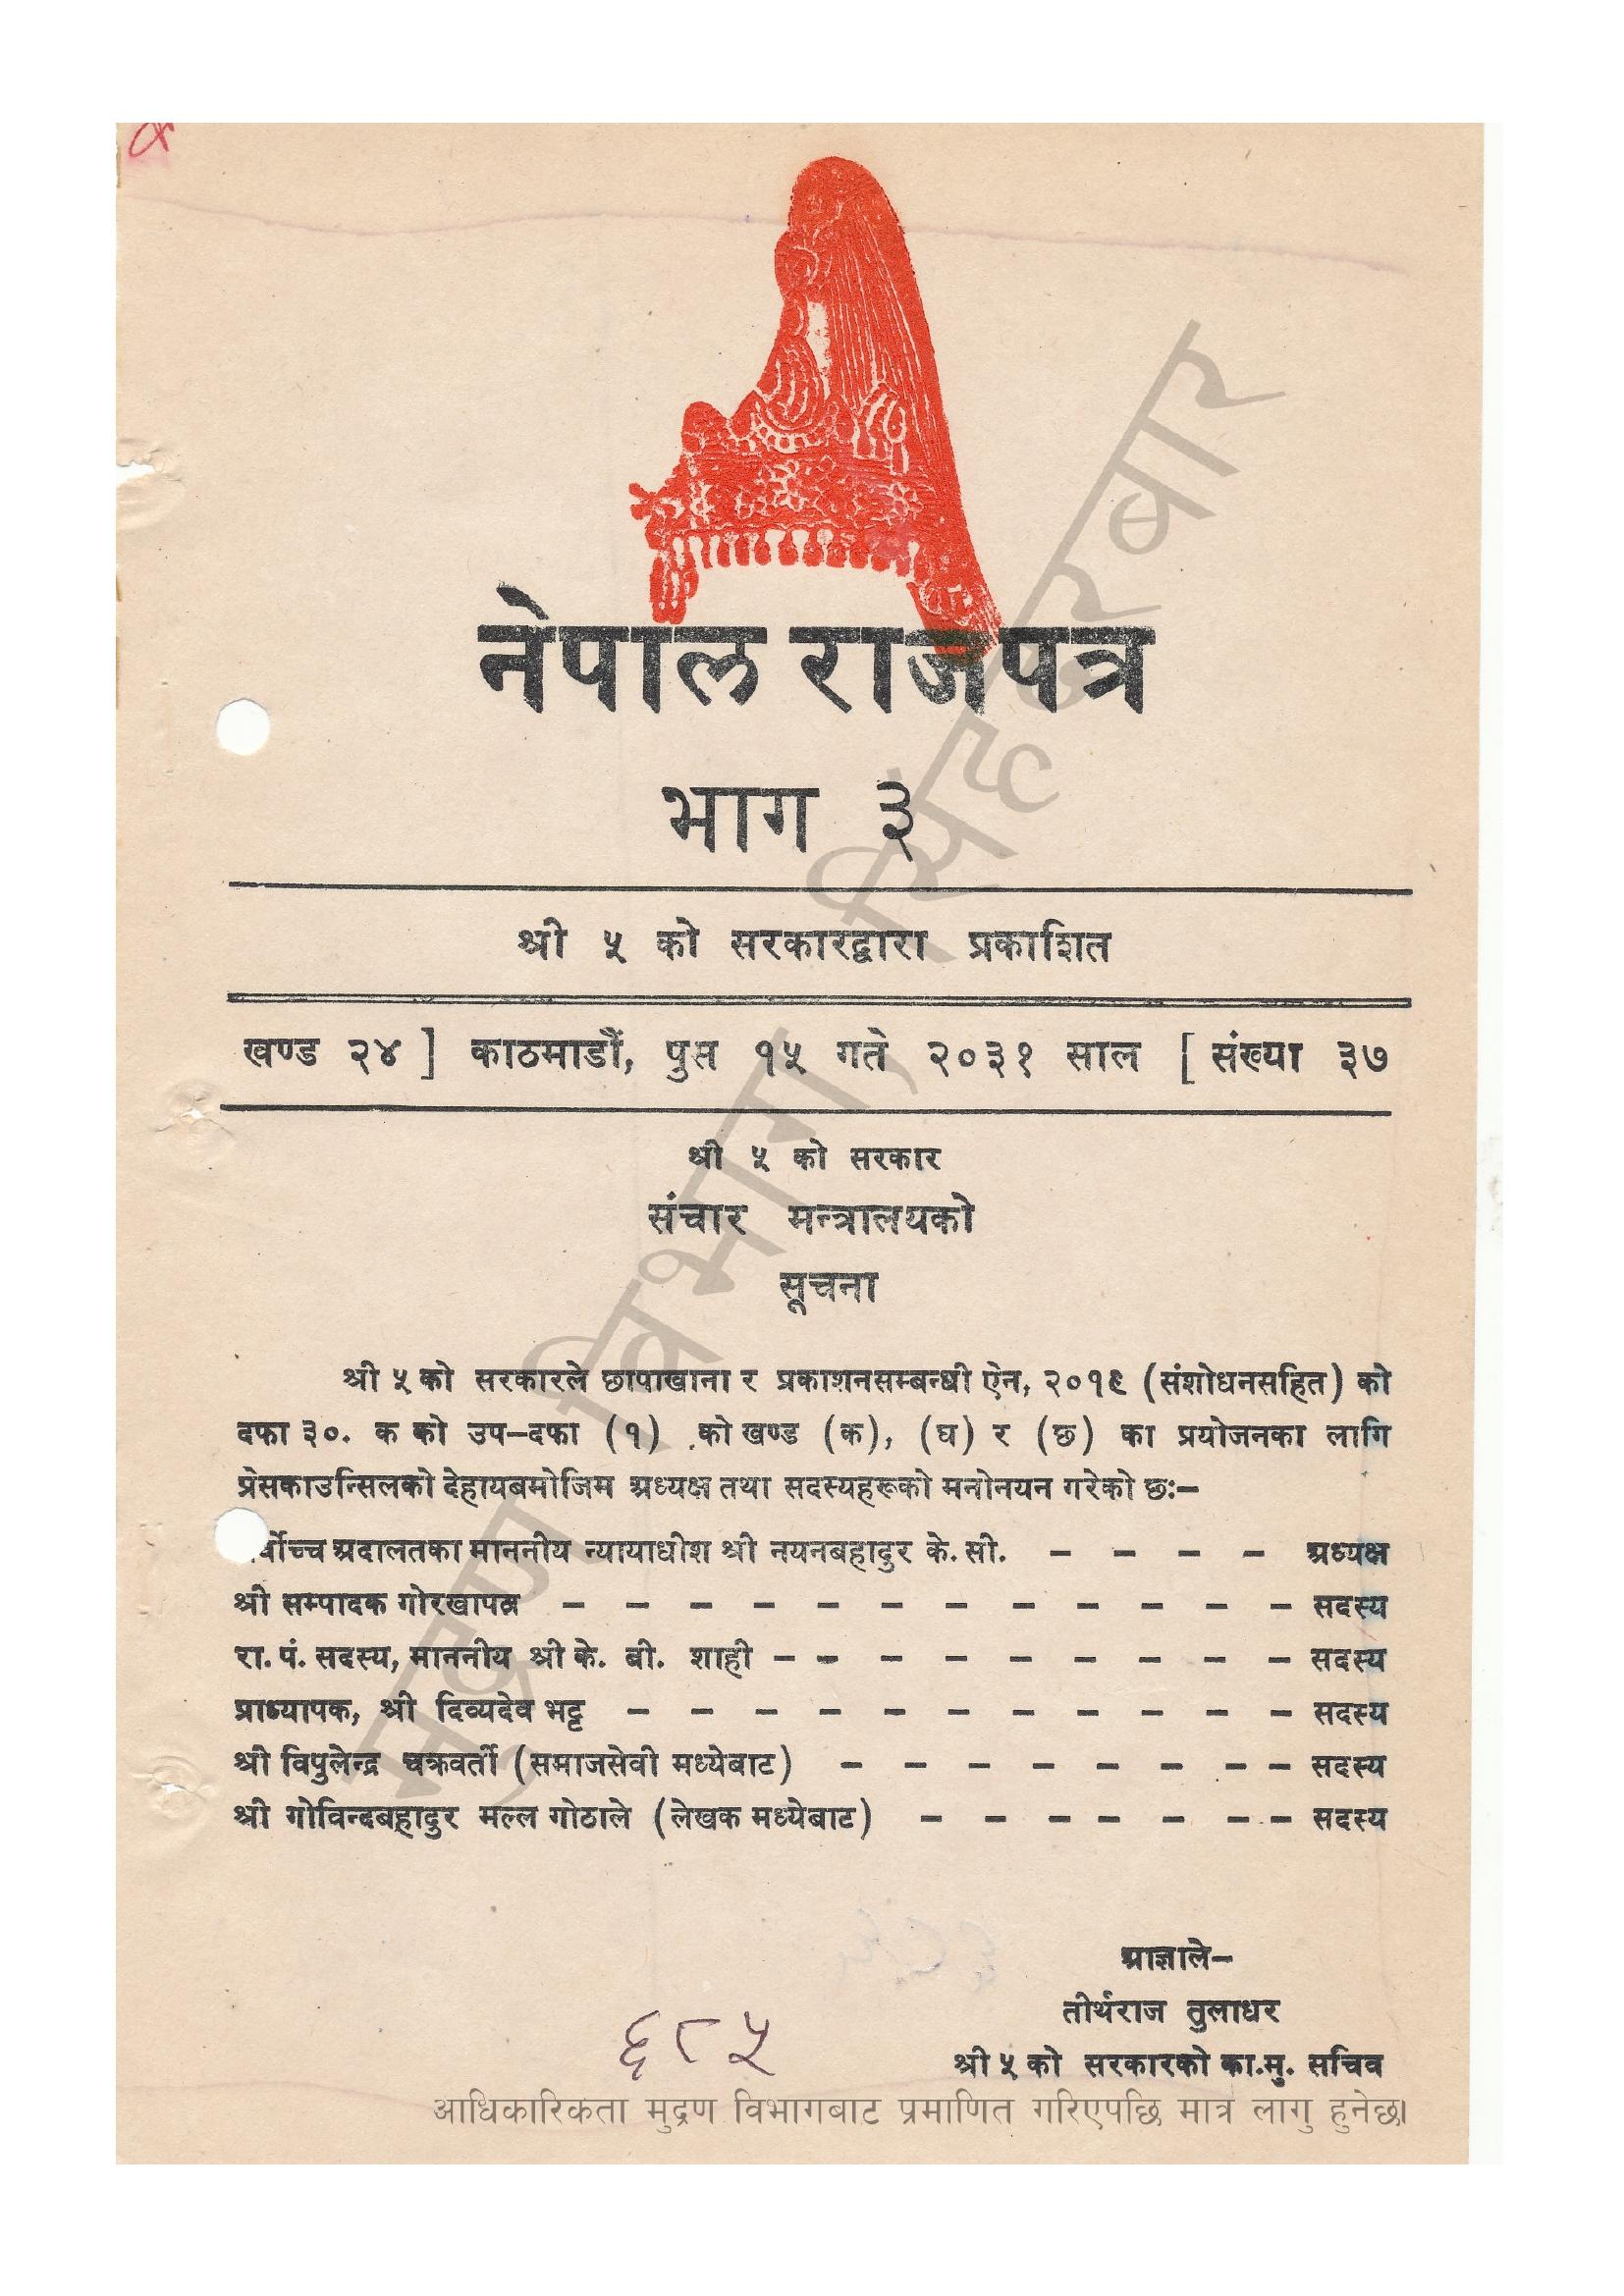 नेपाल राजपत्र
भाग ३
श्री ५ को सरकारद्वारा प्रकाशित
खण्ड २४ ] काठमाडौं, पुस १५ गते २०३१ साल [ संख्या ३७
श्री ५ को सरकार
संचार मन्त्रालयको
सूचना
श्री ५ को सरकारले छापाखाना र प्रकाशनसम्बन्धी ऐन, २०१९ (संशोधनसहित) को
दफा ३०. क को उप-दफा (१) को खण्ड (क), (घ) र (छ) का प्रयोजनका लागि
प्रेसकाउन्सिलको देहायबमोजिम अध्यक्ष तथा सदस्यहरूको मनोनयन गरेको छः–
र्वोच्च अदालतका माननीय न्यायाधीश श्री नयनबहादुर के. सी. – – – – अध्यक्ष
श्री सम्पादक गोरखापत्र – – – – – – – – – – – – सदस्य
रा. पं. सदस्य, माननीय श्री के. बी. शाही – – – – – – – – – सदस्य
प्राध्यापक, श्री दिव्यदेव भट्ट – – – – – – – – – – – सदस्य
श्री विपुलेन्द्र चक्रवर्ती (समाजसेवी मध्येबाट) – – – – – – – – सदस्य
श्री गोविन्दबहादुर मल्ल गोठाले (लेखक मध्येबाट) – – – – – – – सदस्य
आज्ञाले–
तीर्थराज तुलाधर
श्री ५ को सरकारको का.मु. सचिव
६८५
आधिकारिकता मुद्रण विभागबाट प्रमाणित गरिएपछि मात्र लागु हुनेछ।
मुद्रण विभाग, सिंहदरबार